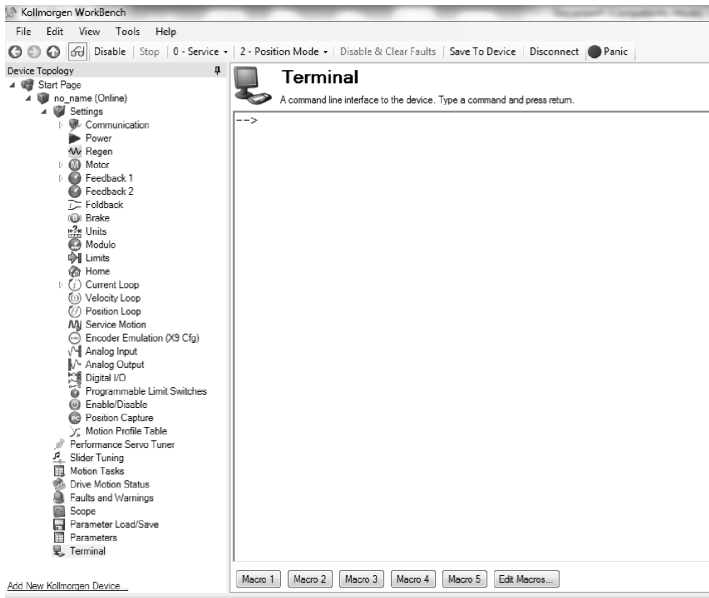 Kollmorgen WorkBench
File Edit View Tools Help
Disable Stop 0 - Service 2 - Position Mode Disable & Clear Faults Save To Device Disconnect Panic
Device Topology
Start Page
no_name (Online)
Settings
Communication
Power
Regen
Motor
Feedback 1
Feedback 2
Foldback
Brake
Units
Modulo
Limits
Home
Current Loop
Velocity Loop
Position Loop
Service Motion
Encoder Emulation (X9 Cfg)
Analog Input
Analog Output
Digital I/O
Programmable Limit Switches
Enable/Disable
Position Capture
Motion Profile Table
Performance Servo Tuner
Slider Tuning
Motion Tasks
Drive Motion Status
Faults and Warnings
Scope
Parameter Load/Save
Parameters
Terminal
Add New Kollmorgen Device...
Terminal
A command line interface to the device. Type a command and press return.
-->
Macro 1 Macro 2 Macro 3 Macro 4 Macro 5 Edit Macros...